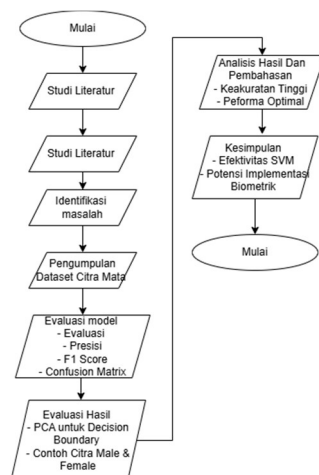 Mulai
Studi Literatur
Studi Literatur
Identifikasi
masalah
Pengumpulan
Dataset Citra Mata
Evaluasi model
- Evaluasi
- Presisi
- F1 Score
- Confusion Matrix
Evaluasi Hasil
- PCA untuk Decision
Boundary
- Contoh Citra Male &
Female
Analisis Hasil Dan
Pembahasan
- Keakuratan Tinggi
- Peforma Optimal
Kesimpulan
- Efektivitas SVM
- Potensi Implementasi
Biometrik
Mulai